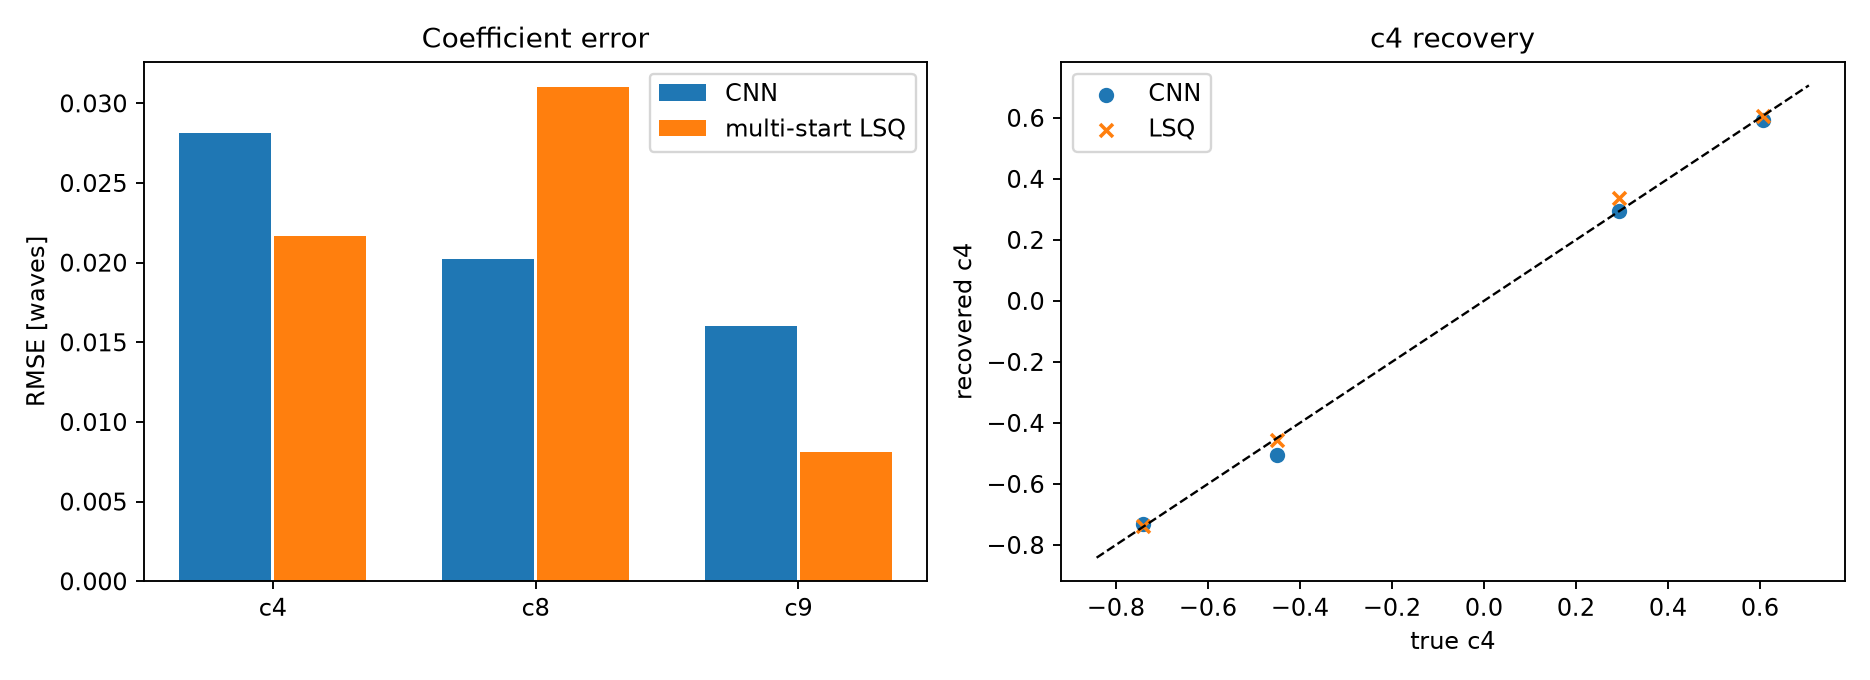 Coefficient error
CNN
multi-start LSQ
RMSE [waves]
0.030
0.025
0.020
0.015
0.010
0.005
0.000
c4
c8
c9
c4 recovery
CNN
LSQ
recovered c4
0.6
0.4
0.2
0.0
−0.2
−0.4
−0.6
−0.8
−0.8
−0.6
−0.4
−0.2
0.0
0.2
0.4
0.6
true c4